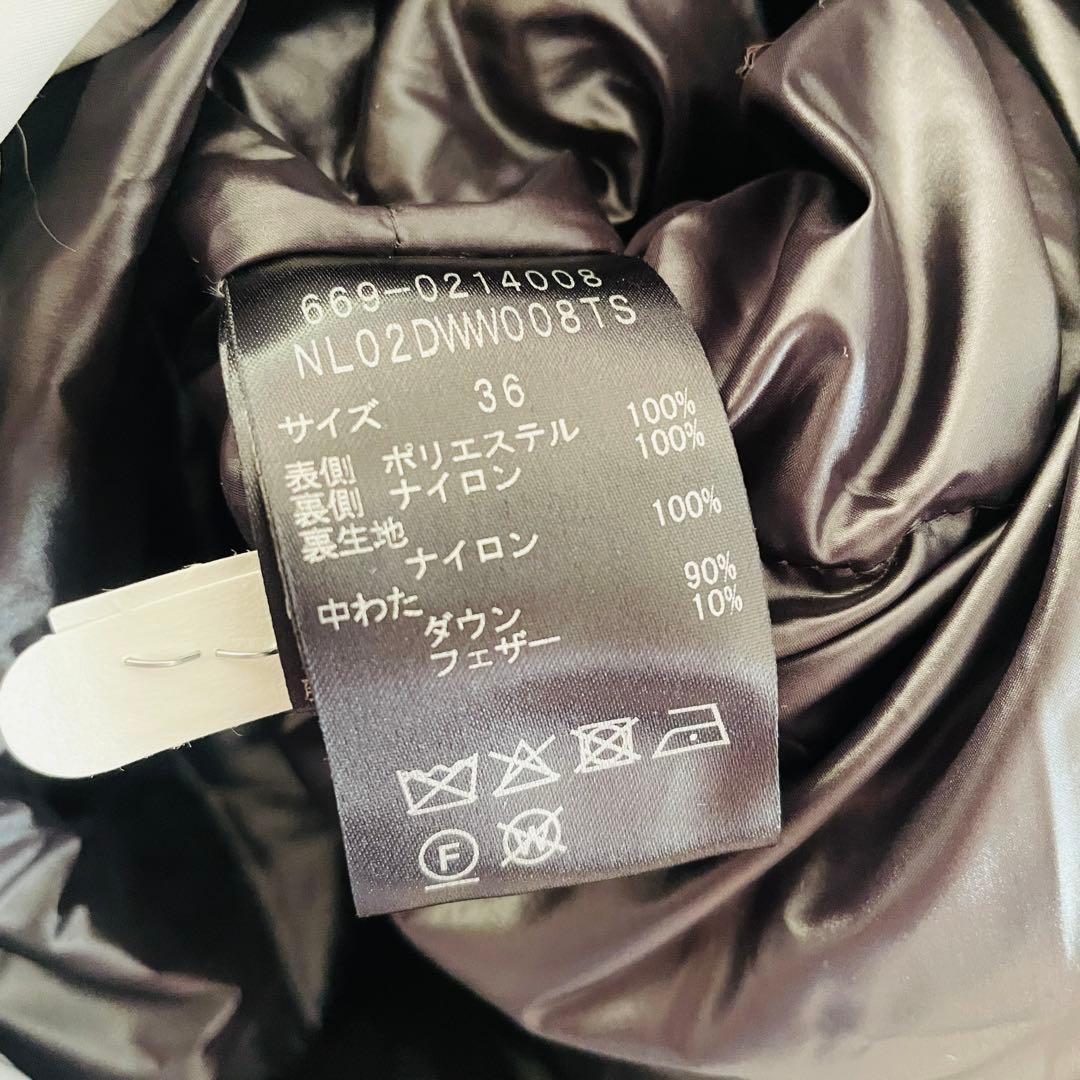 669-0214008
NL02DWW008TS
サイズ 36
表側 ポリエステル 100%
裏側 ナイロン 100%
裏生地
ナイロン 100%
中わた
ダウン 90%
フェザー 10%
F
W